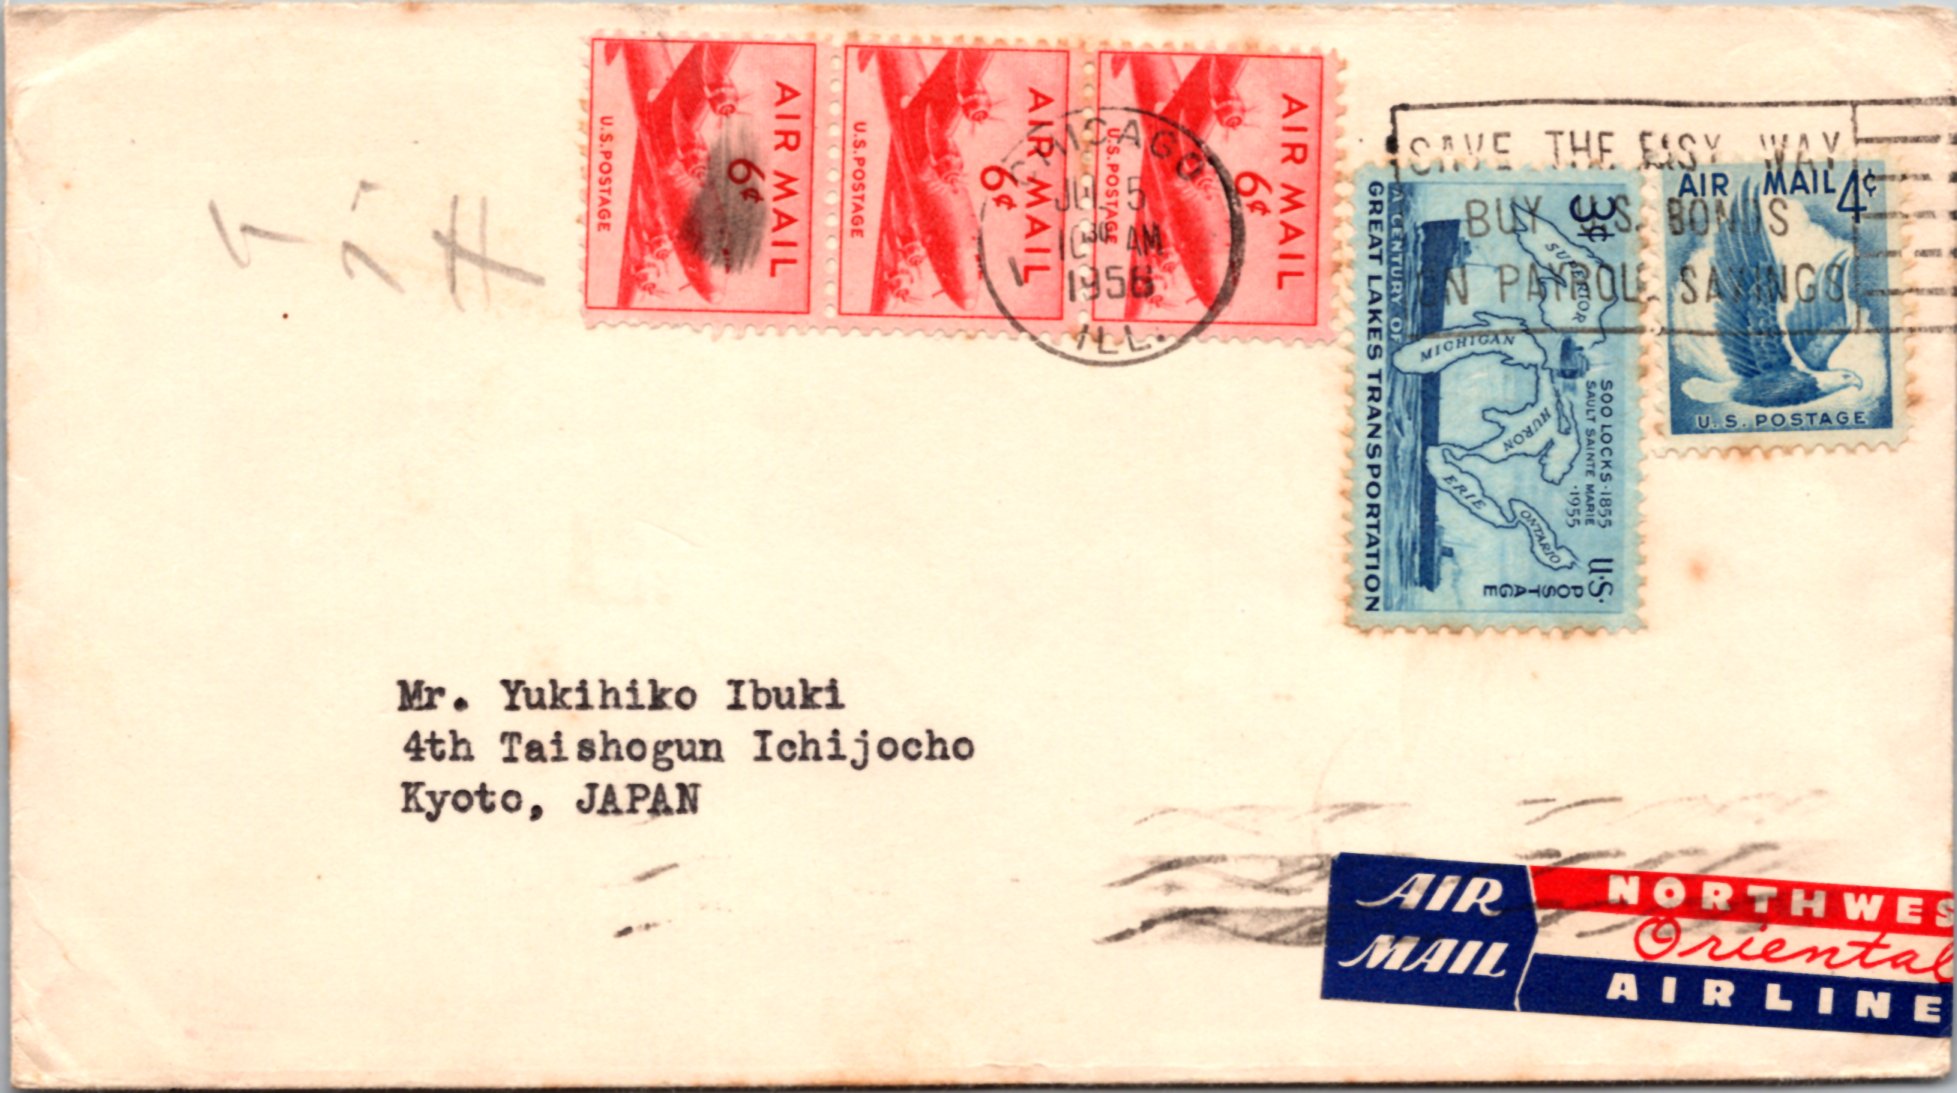 AIR MAIL
6¢
U.S.POSTAGE
AIR MAIL
6¢
U.S.POSTAGE
AIR MAIL
6¢
U.S.POSTAGE
CHICAGO
JUL 5
10 30 AM
1956
ILL.
SAVE THE EASY WAY
BUY U.S. BONDS
ON PAYROLL SAVINGS
3¢
A CENTURY OF
GREAT LAKES TRANSPORTATION
SUPERIOR
MICHIGAN
HURON
ERIE
ONTARIO
SOO LOCKS·1855
SAULT SAINTE MARIE
·1955
U.S.
POSTAGE
AIR MAIL 4¢
U.S. POSTAGE
Mr. Yukihiko Ibuki
4th Taishogun Ichijocho
Kyoto, JAPAN
AIR
MAIL
NORTHWES
Oriental
AIRLINE